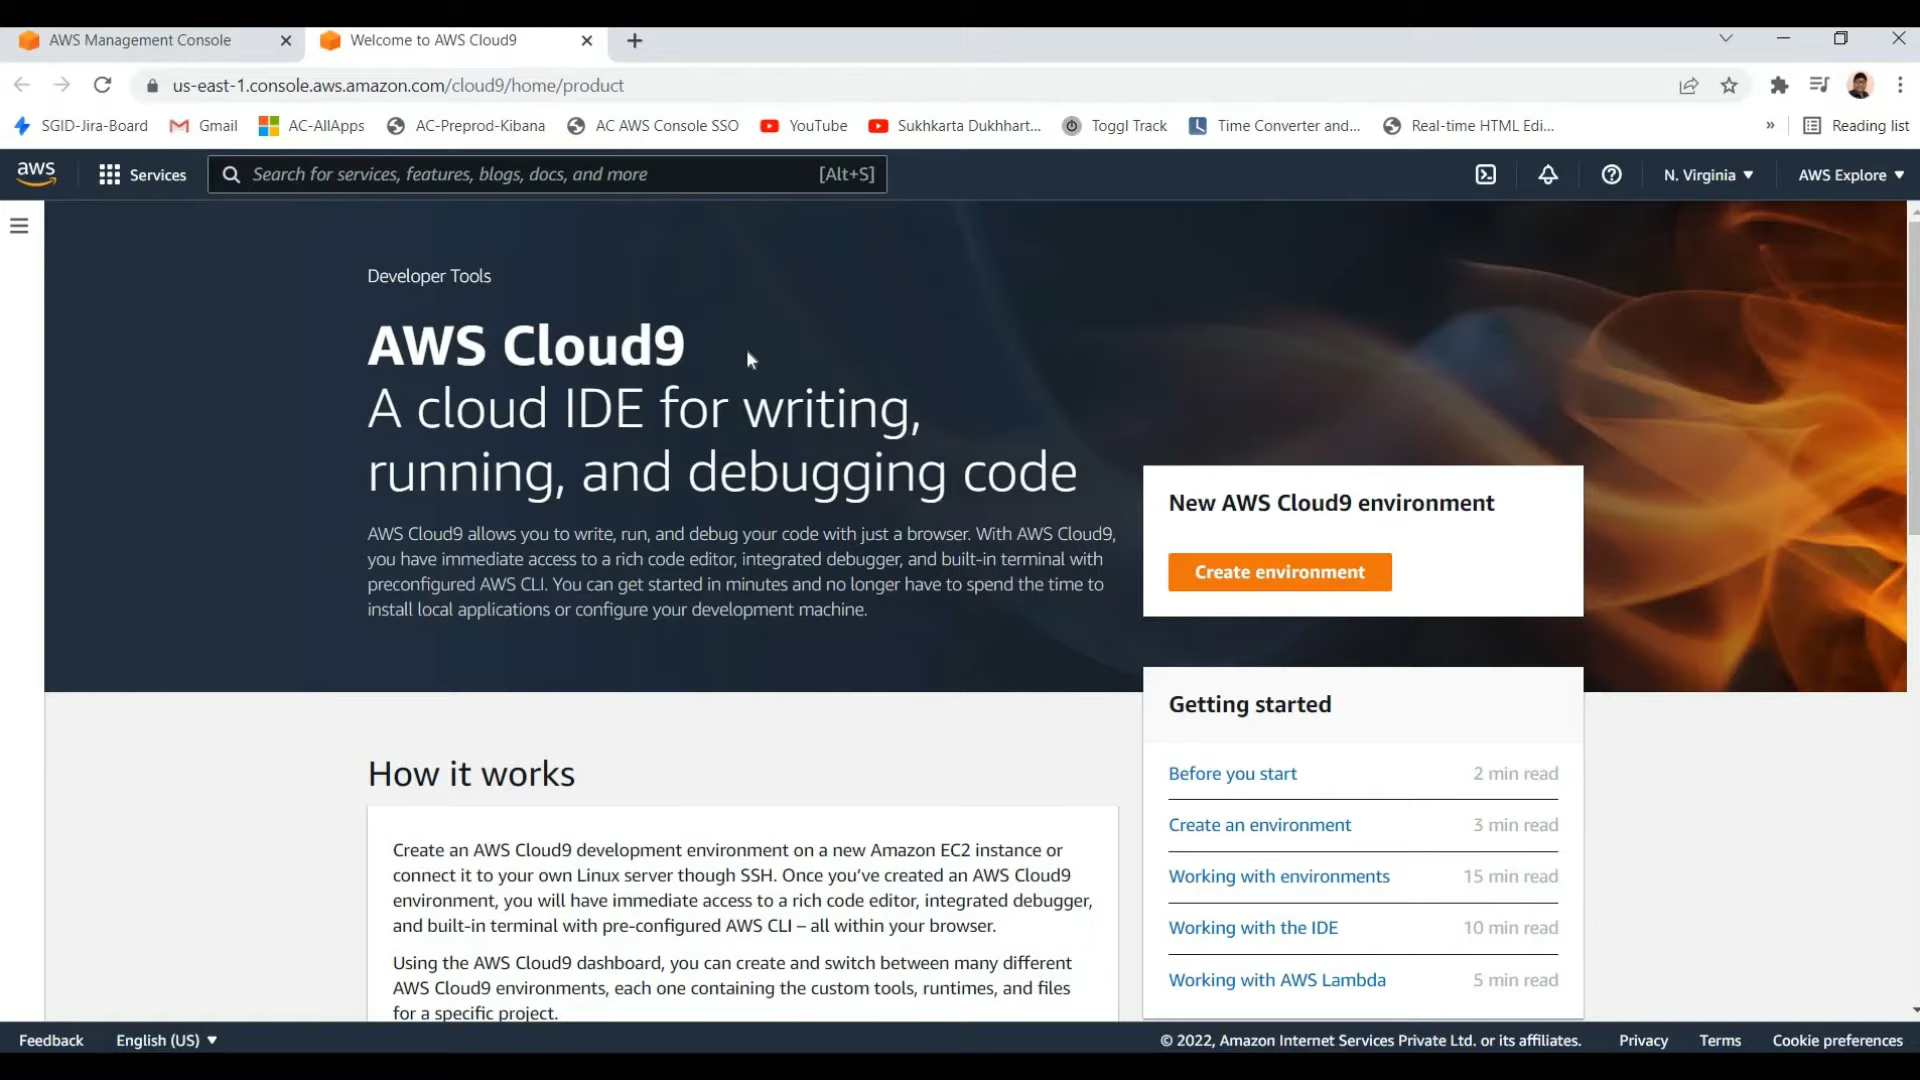 AWS Management Console
Welcome to AWS Cloud9
us-east-1.console.aws.amazon.com/cloud9/home/product
SGID-Jira-Board
Gmail
AC-AllApps
AC-Preprod-Kibana
AC AWS Console SSO
YouTube
Sukhkarta Dukhhart...
Toggl Track
Time Converter and...
Real-time HTML Edi...
»
Reading list
aws
Services
Search for services, features, blogs, docs, and more
[Alt+S]
N. Virginia
AWS Explore
Developer Tools
AWS Cloud9
A cloud IDE for writing,
running, and debugging code
AWS Cloud9 allows you to write, run, and debug your code with just a browser. With AWS Cloud9,
you have immediate access to a rich code editor, integrated debugger, and built-in terminal with
preconfigured AWS CLI. You can get started in minutes and no longer have to spend the time to
install local applications or configure your development machine.
New AWS Cloud9 environment
Create environment
Getting started
Before you start 2 min read
Create an environment 3 min read
Working with environments 15 min read
Working with the IDE 10 min read
Working with AWS Lambda 5 min read
How it works
Create an AWS Cloud9 development environment on a new Amazon EC2 instance or
connect it to your own Linux server though SSH. Once you've created an AWS Cloud9
environment, you will have immediate access to a rich code editor, integrated debugger,
and built-in terminal with pre-configured AWS CLI – all within your browser.
Using the AWS Cloud9 dashboard, you can create and switch between many different
AWS Cloud9 environments, each one containing the custom tools, runtimes, and files
for a specific project.
Feedback
English (US)
© 2022, Amazon Internet Services Private Ltd. or its affiliates.
Privacy
Terms
Cookie preferences